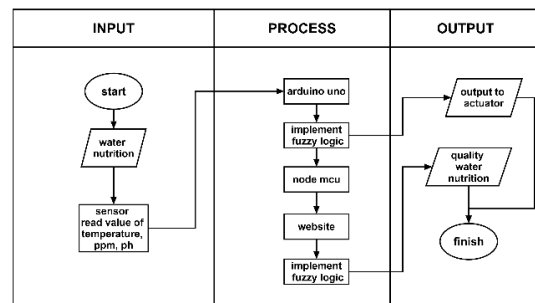 INPUT
PROCESS
OUTPUT
start
water
nutrition
sensor
read value of
temperature,
ppm, ph
arduino uno
implement
fuzzy logic
node mcu
website
implement
fuzzy logic
output to
actuator
quality
water
nutrition
finish